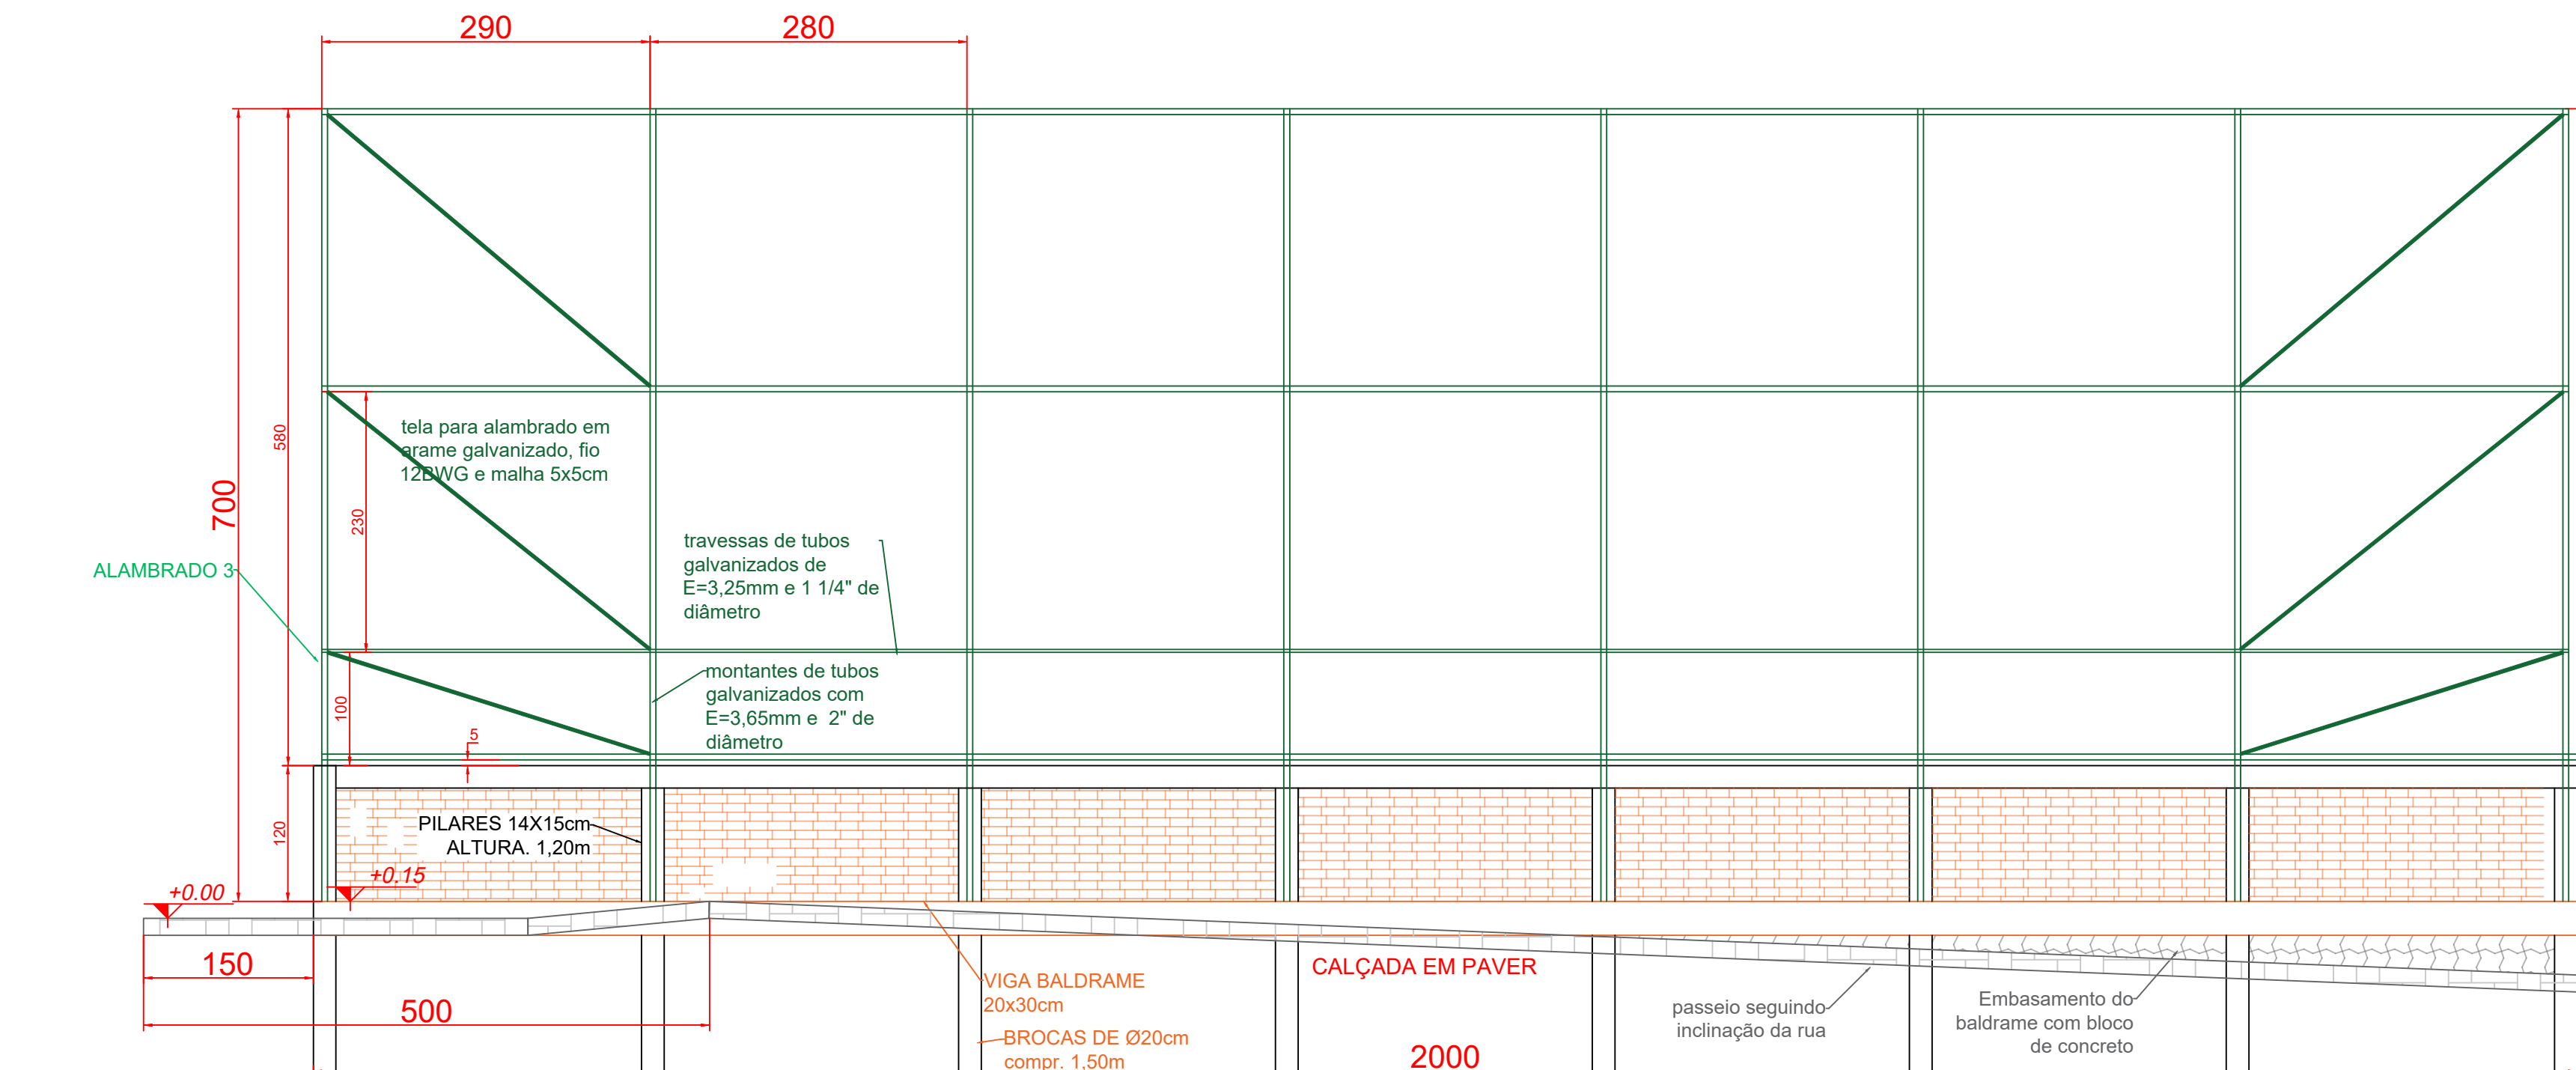 290
280
580
700
230
tela para alambrado em
arame galvanizado, fio
12BWG e malha 5x5cm
travessas de tubos
galvanizados de
E=3,25mm e 1 1/4" de
diâmetro
ALAMBRADO 3
montantes de tubos
galvanizados com
E=3,65mm e 2" de
diâmetro
100
5
120
PILARES 14X15cm
ALTURA. 1,20m
+0.00
+0.15
150
500
VIGA BALDRAME
20x30cm
BROCAS DE Ø20cm
compr. 1,50m
CALÇADA EM PAVER
2000
passeio seguindo
inclinação da rua
Embasamento do
baldrame com bloco
de concreto